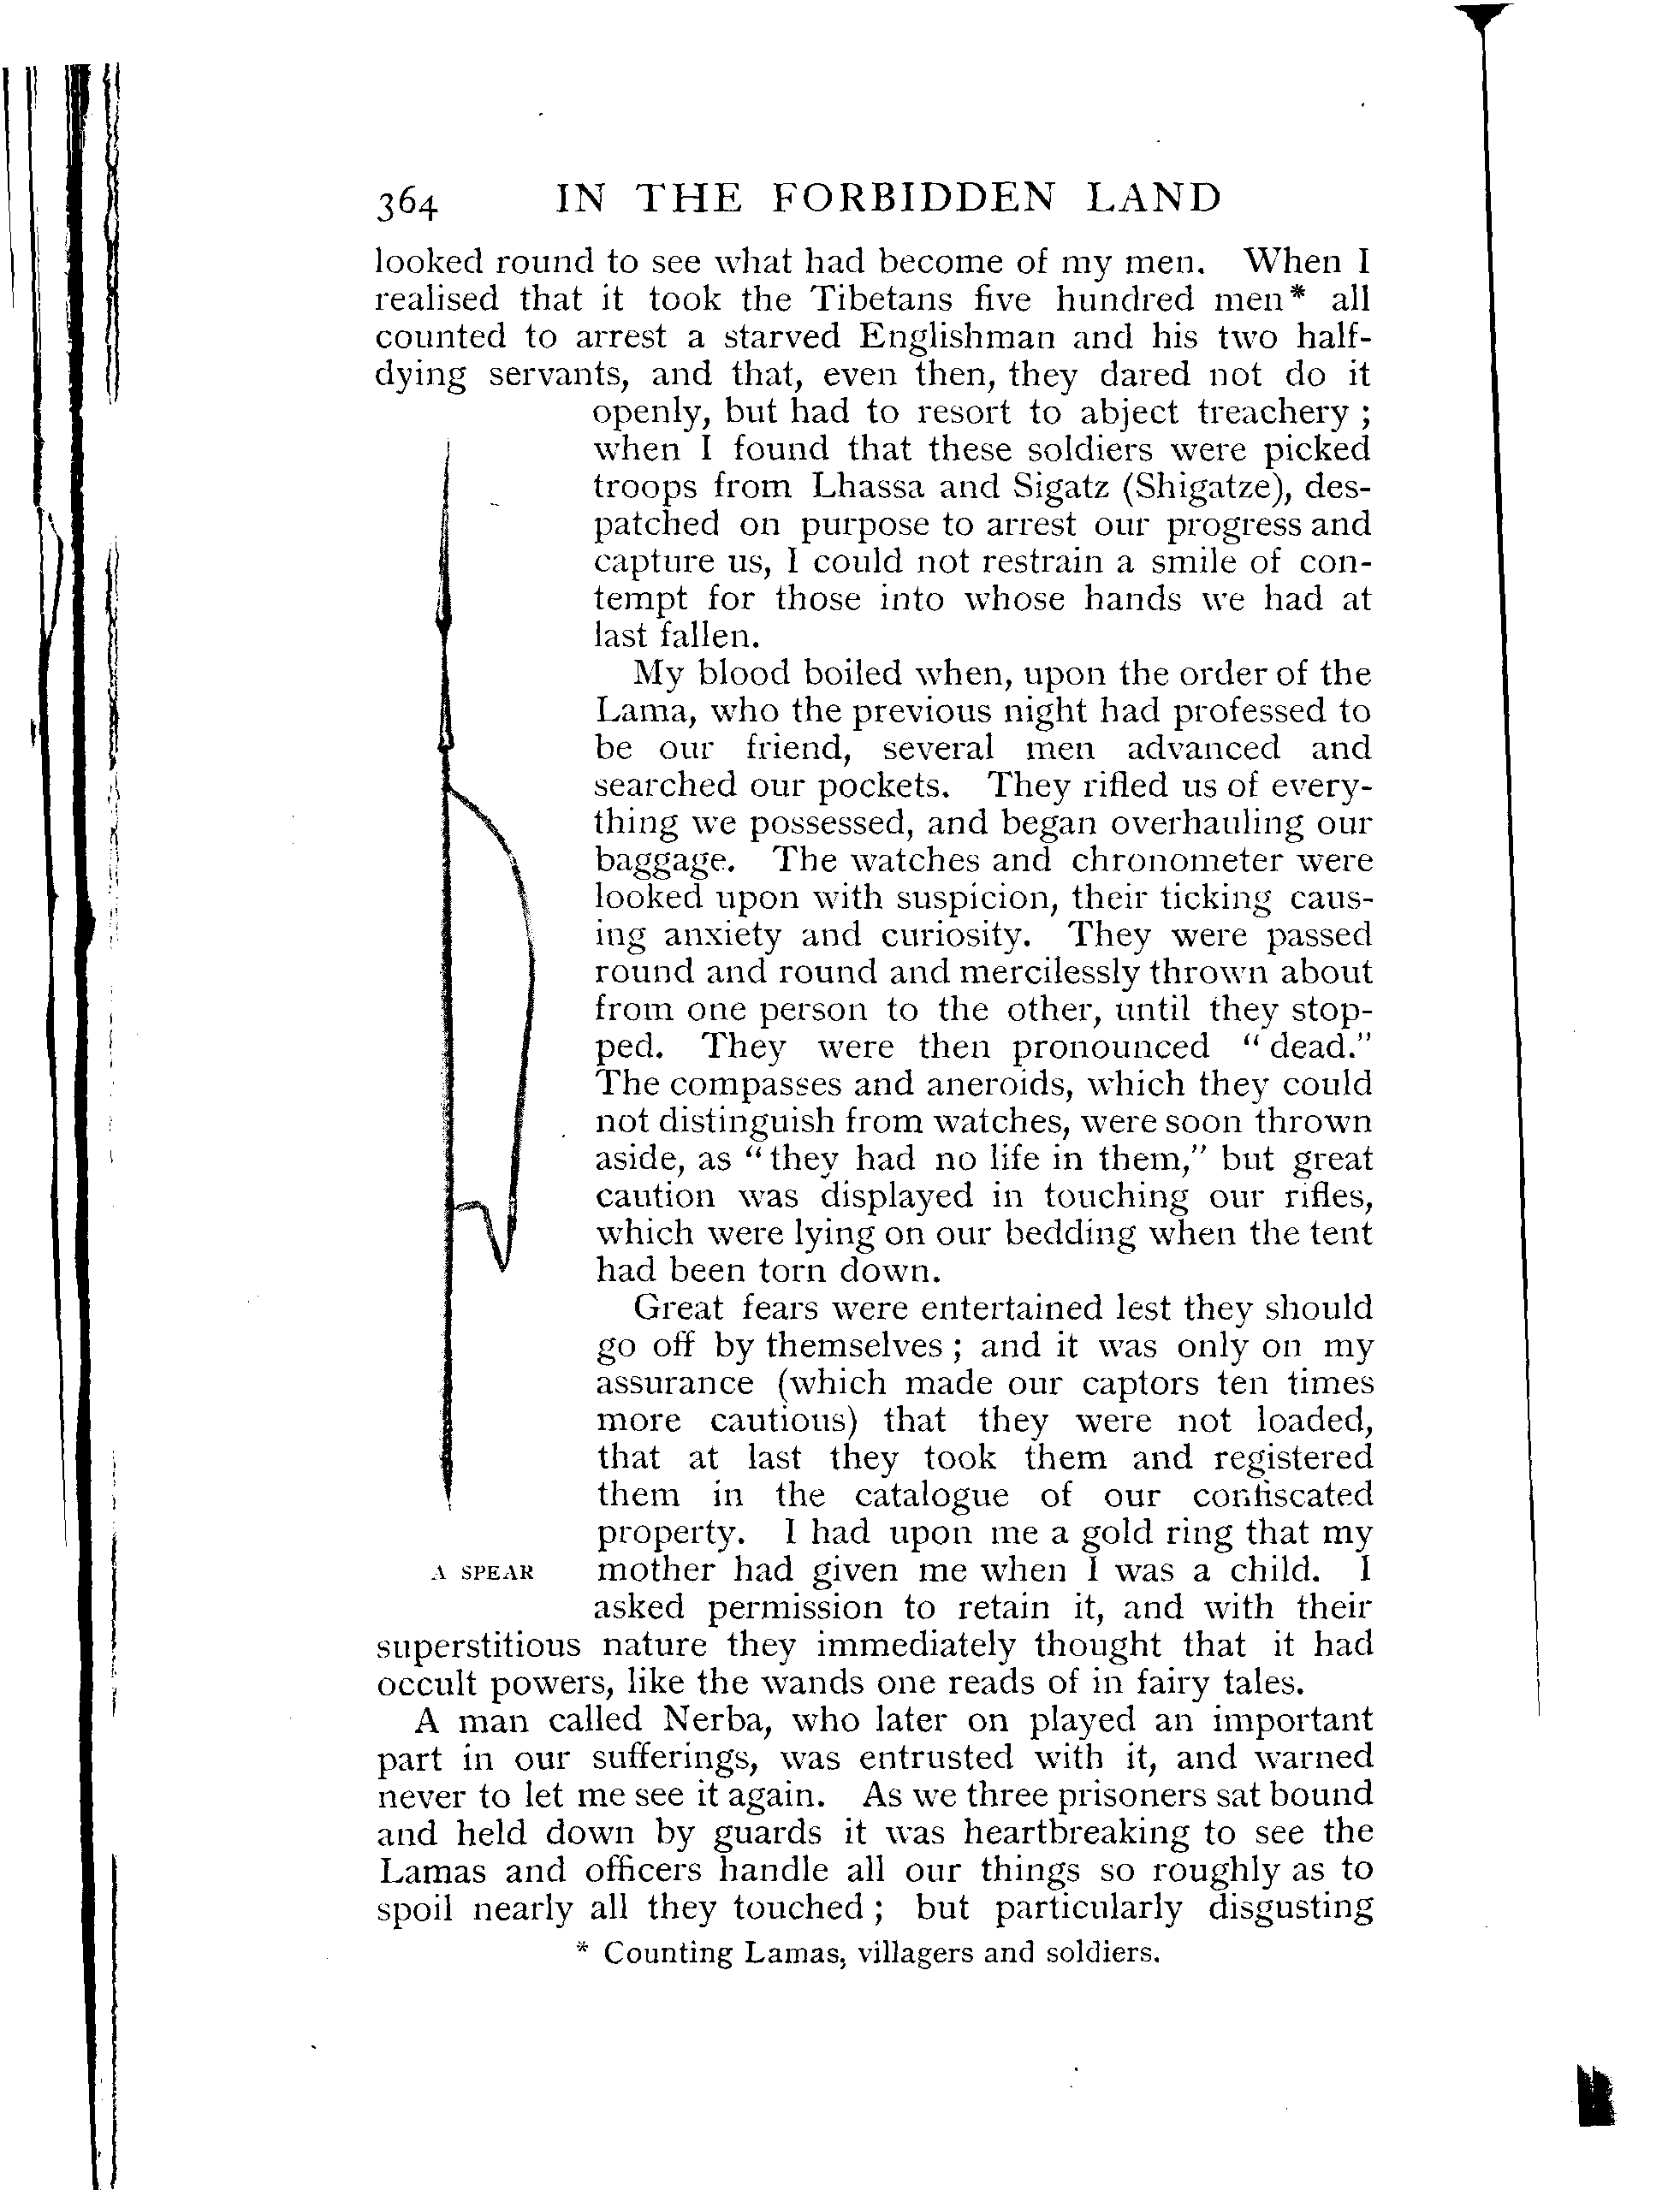 364 IN THE FORBIDDEN LAND
looked round to see what had become of my men. When I
realised that it took the Tibetans five hundred men* all
counted to arrest a starved Englishman and his two half-
dying servants, and that, even then, they dared not do it
openly, but had to resort to abject treachery ;
when I found that these soldiers were picked
troops from Lhassa and Sigatz (Shigatze), des-
patched on purpose to arrest our progress and
capture us, I could not restrain a smile of con-
tempt for those into whose hands we had at
last fallen.
My blood boiled when, upon the order of the
Lama, who the previous night had professed to
be our friend, several men advanced and
searched our pockets. They rifled us of every-
thing we possessed, and began overhauling our
baggage. The watches and chronometer were
looked upon with suspicion, their ticking caus-
ing anxiety and curiosity. They were passed
round and round and mercilessly thrown about
from one person to the other, until they stop-
ped. They were then pronounced “ dead.”
The compasses and aneroids, which they could
not distinguish from watches, were soon thrown
aside, as “ they had no life in them,” but great
caution was displayed in touching our rifles,
which were lying on our bedding when the tent
had been torn down.
Great fears were entertained lest they should
go off by themselves ; and it was only on my
assurance (which made our captors ten times
more cautious) that they were not loaded,
that at last they took them and registered
them in the catalogue of our confiscated
property. I had upon me a gold ring that my
mother had given me when I was a child. I
asked permission to retain it, and with their
A SPEAR
superstitious nature they immediately thought that it had
occult powers, like the wands one reads of in fairy tales.
A man called Nerba, who later on played an important
part in our sufferings, was entrusted with it, and warned
never to let me see it again. As we three prisoners sat bound
and held down by guards it was heartbreaking to see the
Lamas and officers handle all our things so roughly as to
spoil nearly all they touched ; but particularly disgusting
* Counting Lamas, villagers and soldiers.